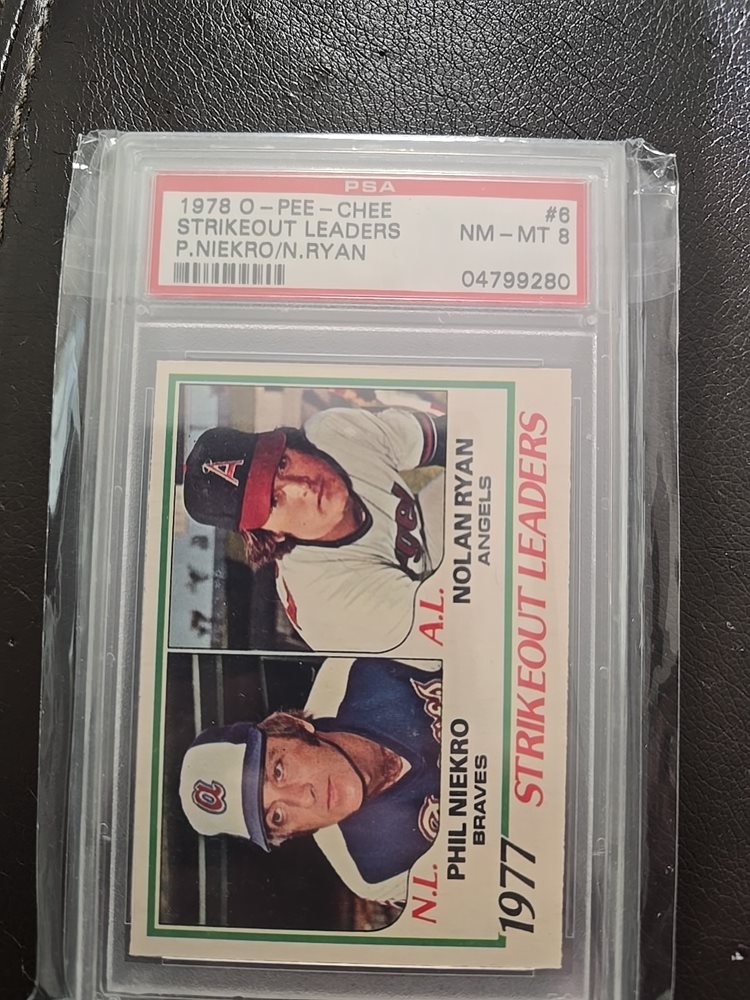 PSA
1978 O-PEE-CHEE #6
STRIKEOUT LEADERS NM-MT 8
P.NIEKRO/N.RYAN
04799280
A
a
N.L. A.L.
PHIL NIEKRO NOLAN RYAN
BRAVES ANGELS
1977 STRIKEOUT LEADERS